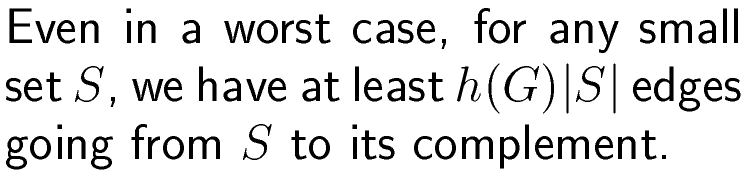 Even in a worst case, for any small
set S, we have at least h(G)|S| edges
going from S to its complement.